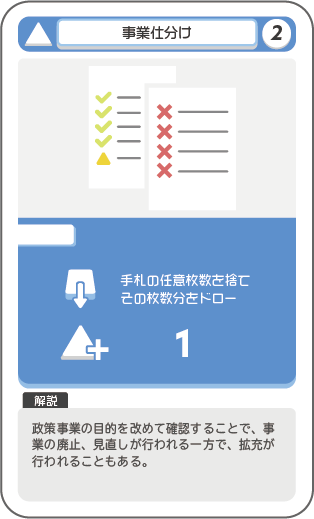 事業仕分け
2
手札の任意枚数を捨て
その枚数分をドロー
1
解説
政策事業の目的を改めて確認することで、事
業の廃止、見直しが行われる一方で、拡充が
行われることもある。